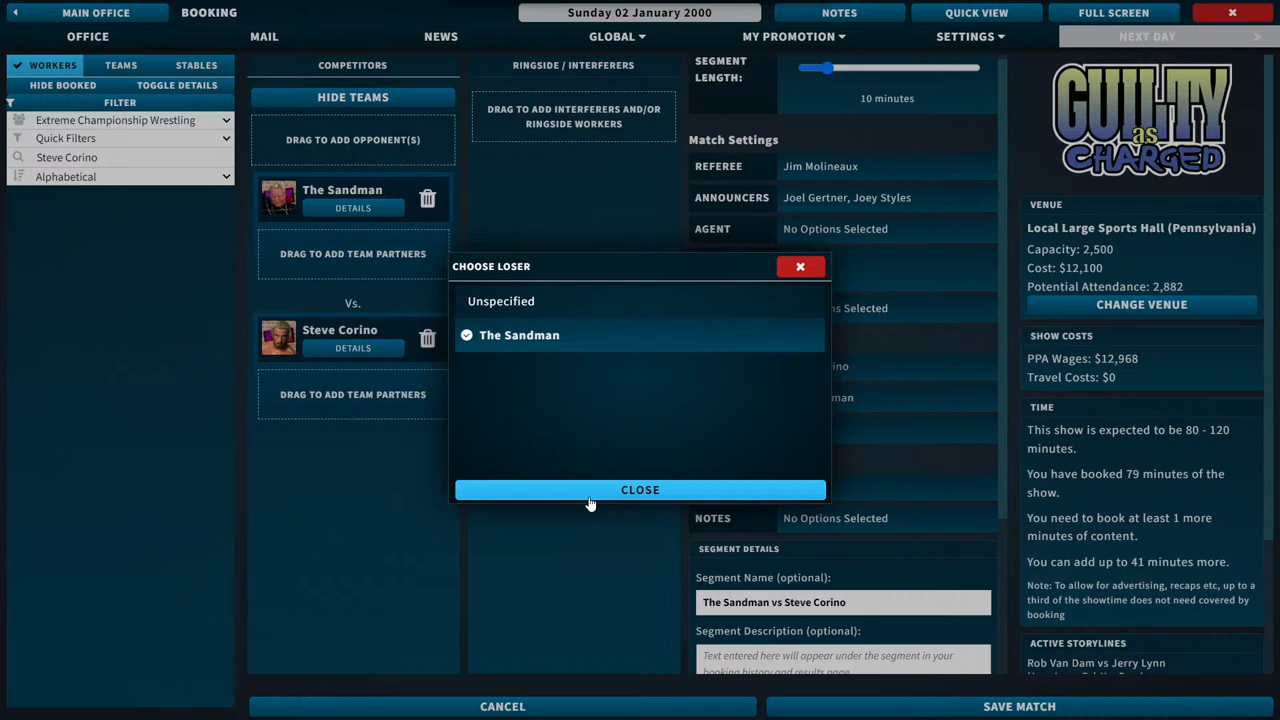 MAIN OFFICE
BOOKING
Sunday 02 January 2000
NOTES
QUICK VIEW
FULL SCREEN
OFFICE
MAIL
NEWS
GLOBAL
MY PROMOTION
SETTINGS
NEXT DAY
WORKERS
TEAMS
STABLES
HIDE BOOKED
TOGGLE DETAILS
FILTER
Extreme Championship Wrestling
Quick Filters
Steve Corino
Alphabetical
COMPETITORS
HIDE TEAMS
DRAG TO ADD OPPONENT(S)
The Sandman
DETAILS
DRAG TO ADD TEAM PARTNERS
Vs.
Steve Corino
DETAILS
DRAG TO ADD TEAM PARTNERS
RINGSIDE / INTERFERERS
DRAG TO ADD INTERFERERS AND/OR
RINGSIDE WORKERS
CHOOSE LOSER
Unspecified
The Sandman
CLOSE
SEGMENT
LENGTH:
10 minutes
Match Settings
REFEREE
Jim Molineaux
ANNOUNCERS
Joel Gertner, Joey Styles
AGENT
No Options Selected
ns Selected
ino
man
NOTES
No Options Selected
SEGMENT DETAILS
Segment Name (optional):
The Sandman vs Steve Corino
Segment Description (optional):
Text entered here will appear under the segment in your
booking history and results page
GUILTY
as
CHARGED
VENUE
Local Large Sports Hall (Pennsylvania)
Capacity: 2,500
Cost: $12,100
Potential Attendance: 2,882
CHANGE VENUE
SHOW COSTS
PPA Wages: $12,968
Travel Costs: $0
TIME
This show is expected to be 80 - 120
minutes.
You have booked 79 minutes of the
show.
You need to book at least 1 more
minutes of content.
You can add up to 41 minutes more.
Note: To allow for advertising, recaps etc, up to a
third of the showtime does not need covered by
booking
ACTIVE STORYLINES
Rob Van Dam vs Jerry Lynn
CANCEL
SAVE MATCH